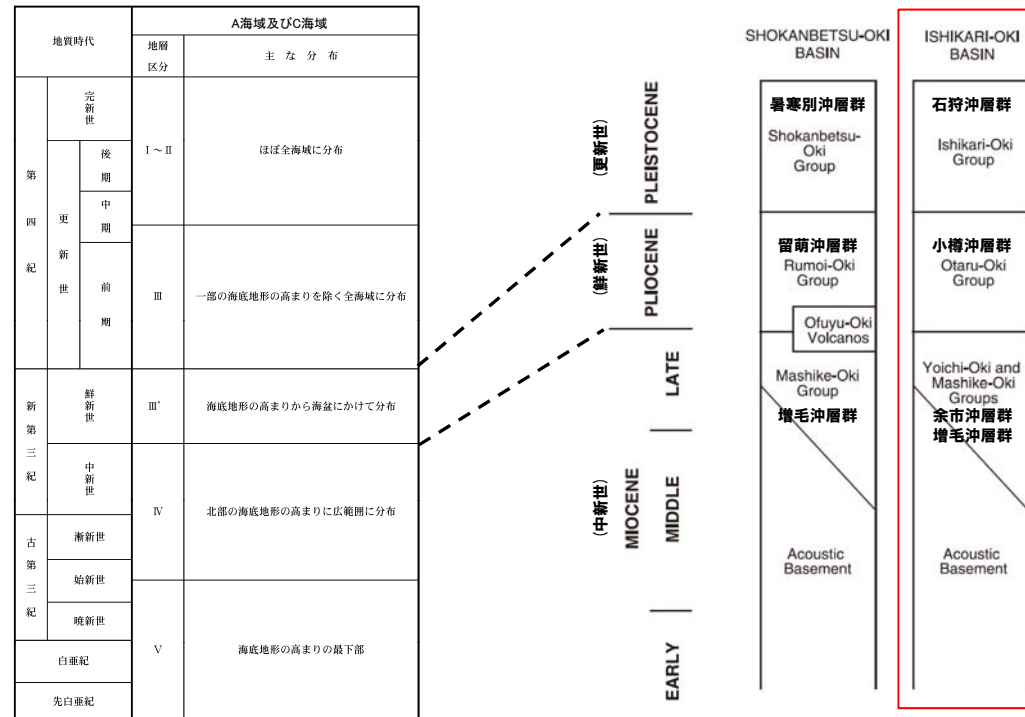 地質時代
A海域及びC海域
地層
区分
主な分布
第四紀
完新世
更新世
後期
中期
前期
Ⅰ～Ⅱ
ほぼ全海域に分布
Ⅲ
一部の海底地形の高まりを除く全海域に分布
新第三紀
鮮新世
Ⅲ'
海底地形の高まりから海盆にかけて分布
中新世
Ⅳ
北部の海底地形の高まりに広範囲に分布
古第三紀
漸新世
始新世
暁新世
Ⅴ
海底地形の高まりの最下部
白亜紀
先白亜紀
(更新世)
PLEISTOCENE
(鮮新世)
PLIOCENE
(中新世)
MIOCENE
LATE
MIDDLE
EARLY
SHOKANBETSU-OKI
BASIN
暑寒別沖層群
Shokanbetsu-
Oki
Group
留萌沖層群
Rumoi-Oki
Group
Ofuyu-Oki
Volcanos
Mashike-Oki
Group
増毛沖層群
Acoustic
Basement
ISHIKARI-OKI
BASIN
石狩沖層群
Ishikari-Oki
Group
小樽沖層群
Otaru-Oki
Group
Yoichi-Oki and
Mashike-Oki
Groups
余市沖層群
増毛沖層群
Acoustic
Basement